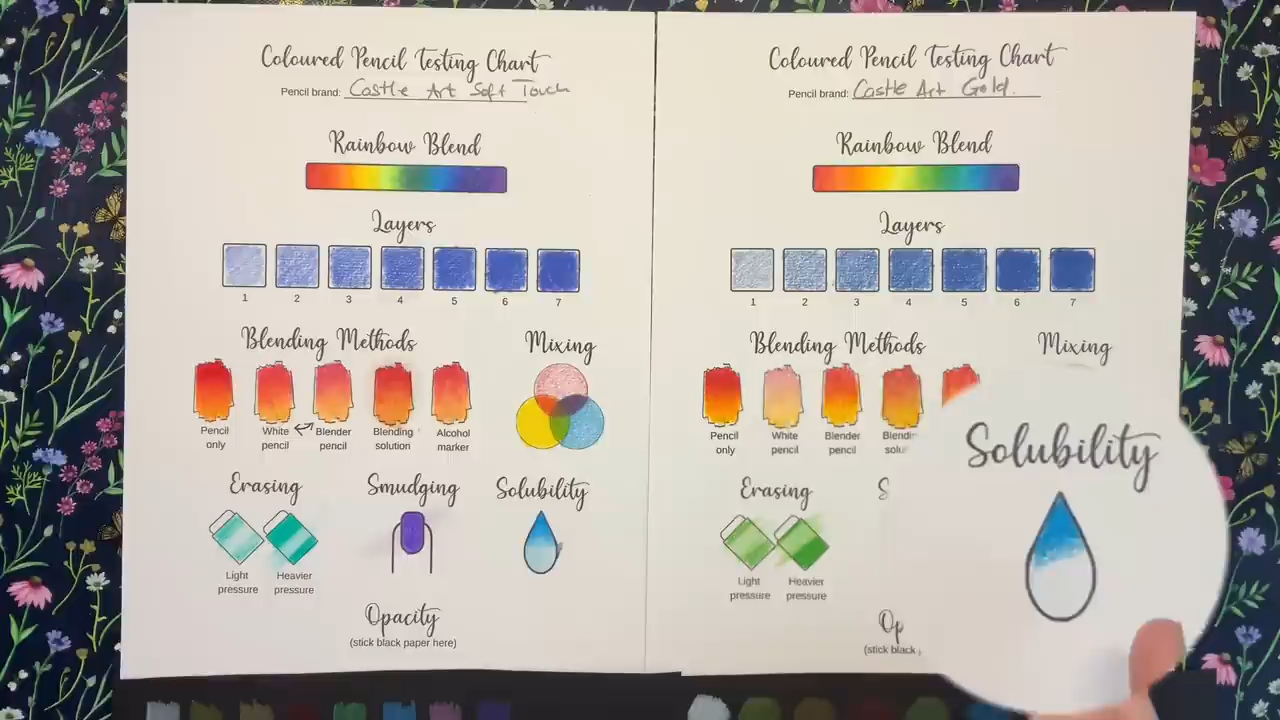 Coloured Pencil Testing Chart
Pencil brand: Castle Art Soft Touch
Rainbow Blend
Layers
1 2 3 4 5 6 7
Blending Methods
Mixing
Pencil only
White pencil
Blender pencil
Blending solution
Alcohol marker
Erasing
Smudging
Solubility
Light pressure
Heavier pressure
Opacity
(stick black paper here)
Coloured Pencil Testing Chart
Pencil brand: Castle Art Gold.
Rainbow Blend
Layers
1 2 3 4 5 6 7
Blending Methods
Mixing
Pencil only
White pencil
Blender pencil
Erasing
S
Solubility
Light pressure
Heavier pressure
Op
(stick black